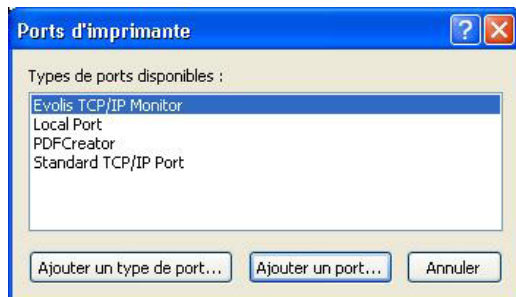 Ports d'imprimante
Types de ports disponibles :
Evolis TCP/IP Monitor
Local Port
PDFCreator
Standard TCP/IP Port
Ajouter un type de port... Ajouter un port... Annuler